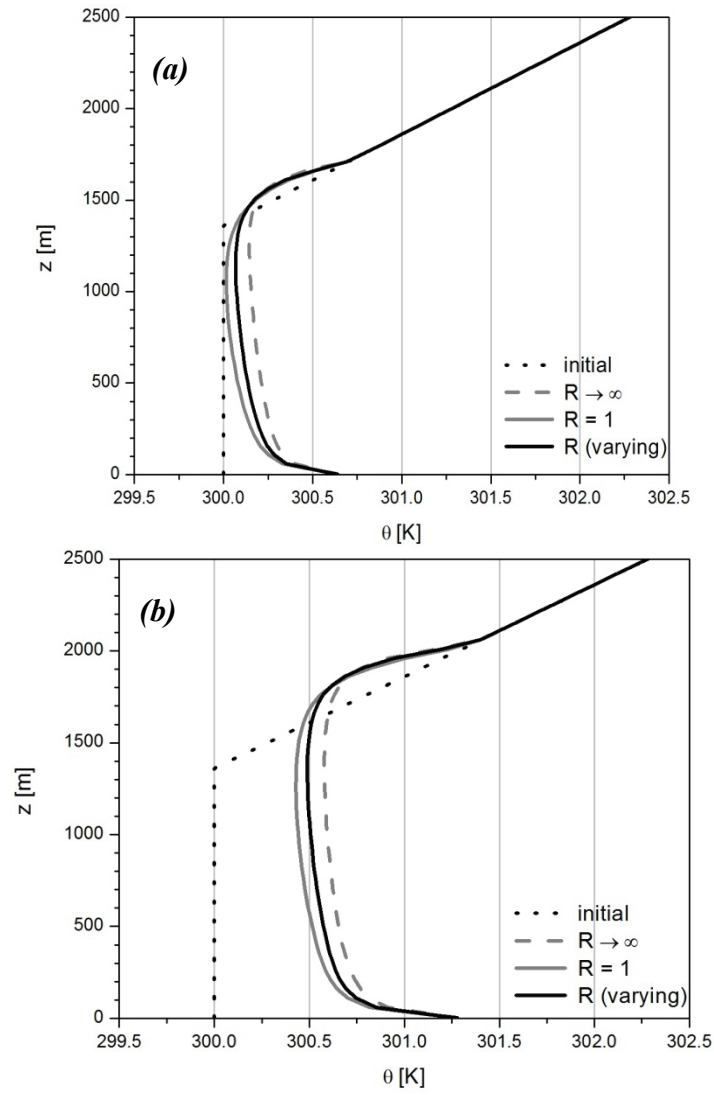 (a)
2500
2000
1500
1000
500
0
z [m]
initial
R → ∞
R = 1
R (varying)
299.5 300.0 300.5 301.0 301.5 302.0 302.5
θ [K]
(b)
2500
2000
1500
1000
500
0
z [m]
initial
R → ∞
R = 1
R (varying)
299.5 300.0 300.5 301.0 301.5 302.0 302.5
θ [K]